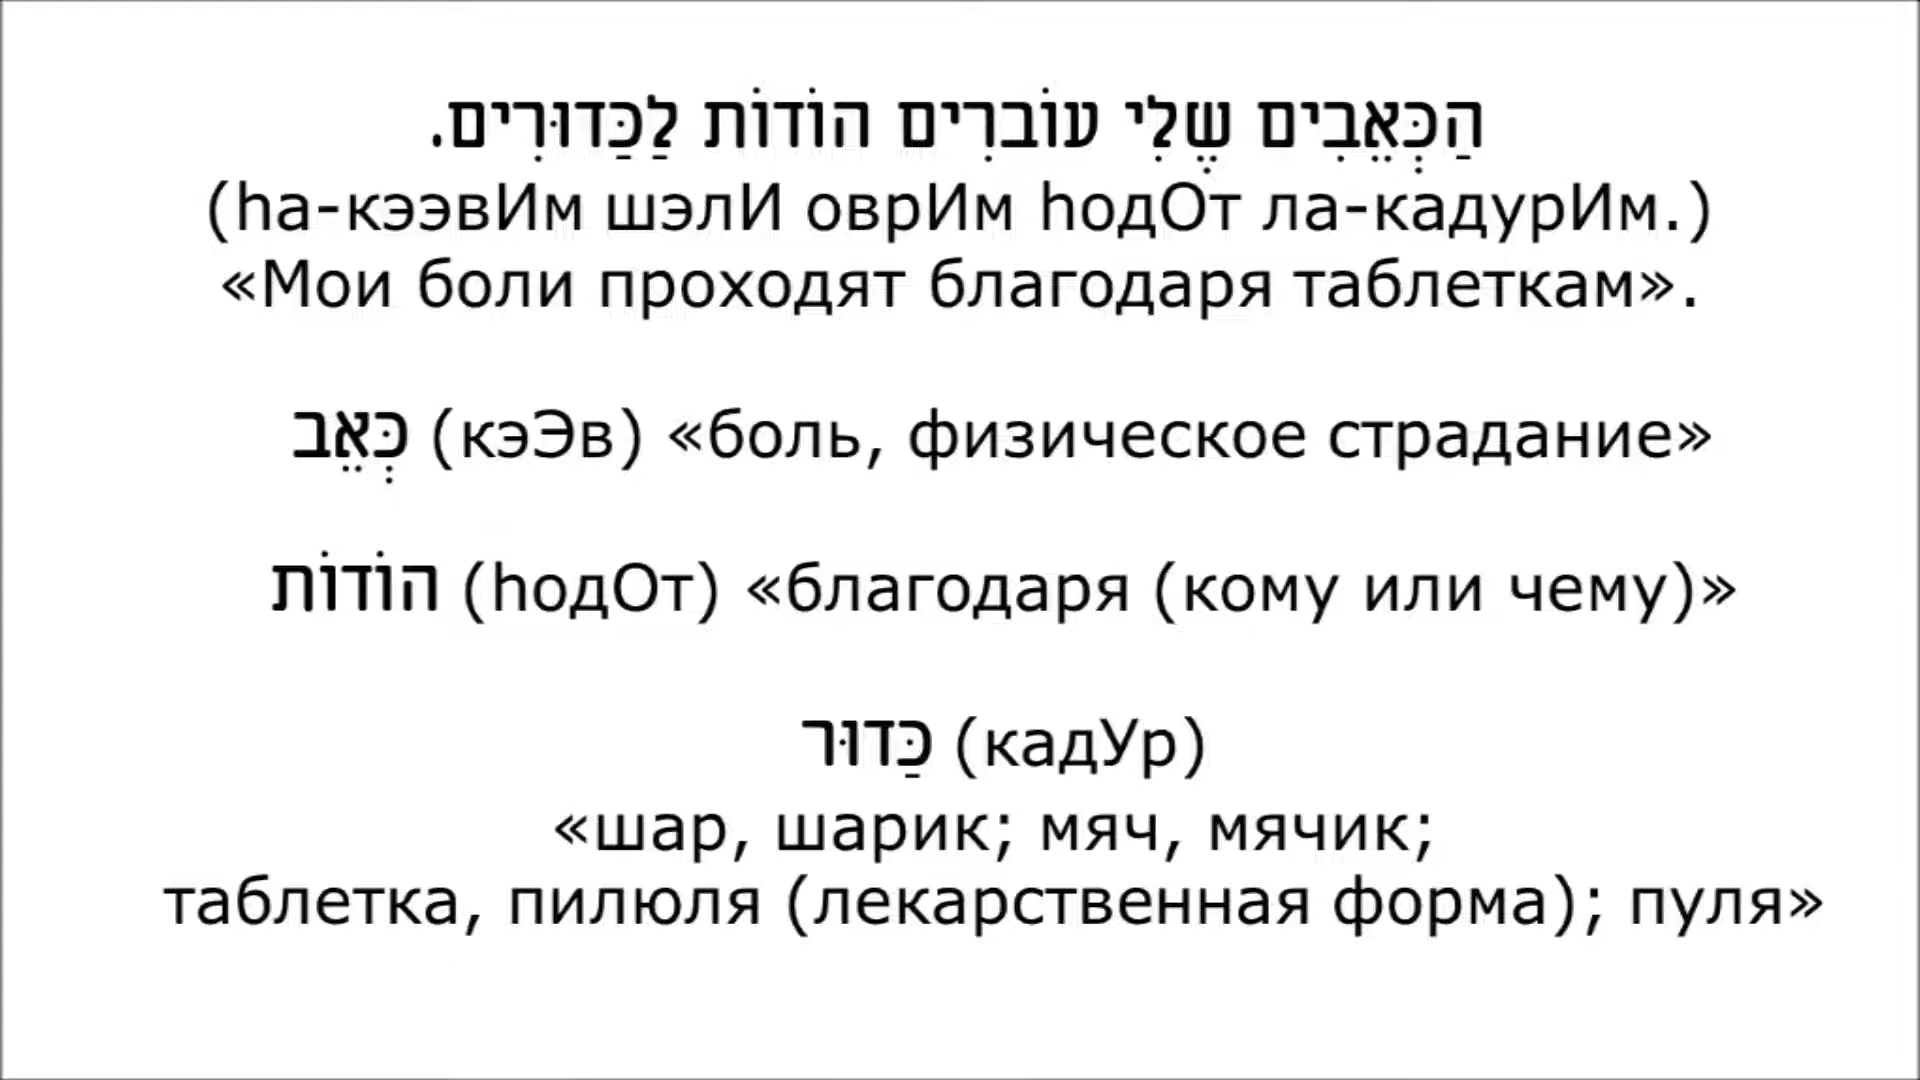 הַכְּאֵבִים שֶׁלִּי עוֹבְרִים הוֹדוֹת לַכַּדּוּרִים.
(hа-кээвИм шэлИ оврИм hодОт ла-кадурИм.)
«Мои боли проходят благодаря таблеткам».
כְּאֵב (кэЭв) «боль, физическое страдание»
הוֹדוֹת (hодОт) «благодаря (кому или чему)»
כַּדוּר (кадУр)
«шар, шарик; мяч, мячик;
таблетка, пилюля (лекарственная форма); пуля»